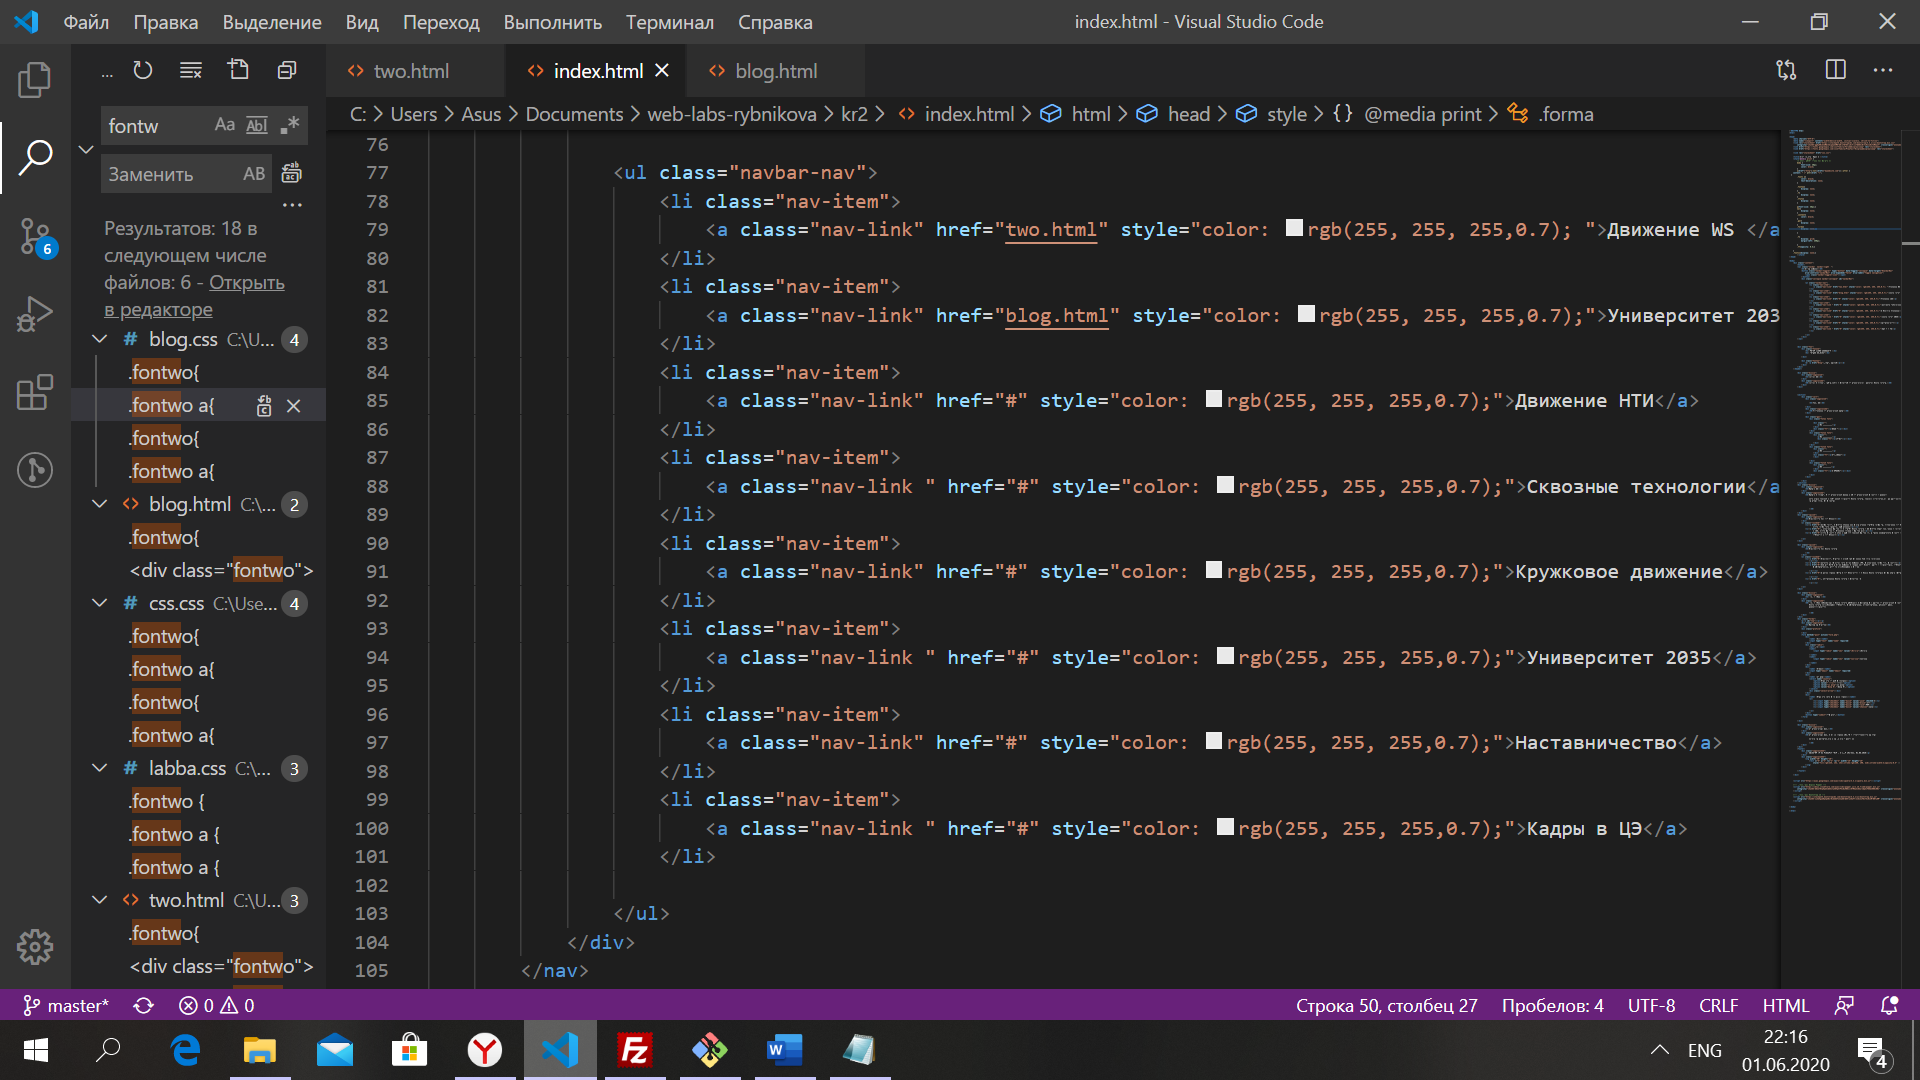 Файл Правка Выделение Вид Переход Выполнить Терминал Справка
index.html - Visual Studio Code
two.html index.html blog.html
C: > Users > Asus > Documents > web-labs-rybnikova > kr2 > index.html > html > head > style > {} @media print > .forma
fontw Aa Abl .*
Заменить AB
Результатов: 18 в
следующем числе
файлов: 6 - Открыть
в редакторе
blog.css C:\U... 4
.fontwo{
.fontwo a{
.fontwo{
.fontwo a{
blog.html C:\... 2
.fontwo{
<div class="fontwo">
css.css C:\Use... 4
.fontwo{
.fontwo a{
.fontwo{
.fontwo a{
labba.css C:\... 3
.fontwo {
.fontwo a {
.fontwo a {
two.html C:\U... 3
.fontwo{
<div class="fontwo">
6
76
77 <ul class="navbar-nav">
78 <li class="nav-item">
79 <a class="nav-link" href="two.html" style="color: rgb(255, 255, 255,0.7); ">Движение WS </a
80 </li>
81 <li class="nav-item">
82 <a class="nav-link" href="blog.html" style="color: rgb(255, 255, 255,0.7);">Университет 203
83 </li>
84 <li class="nav-item">
85 <a class="nav-link" href="#" style="color: rgb(255, 255, 255,0.7);">Движение НТИ</a>
86 </li>
87 <li class="nav-item">
88 <a class="nav-link " href="#" style="color: rgb(255, 255, 255,0.7);">Сквозные технологии</a
89 </li>
90 <li class="nav-item">
91 <a class="nav-link" href="#" style="color: rgb(255, 255, 255,0.7);">Кружковое движение</a>
92 </li>
93 <li class="nav-item">
94 <a class="nav-link " href="#" style="color: rgb(255, 255, 255,0.7);">Университет 2035</a>
95 </li>
96 <li class="nav-item">
97 <a class="nav-link" href="#" style="color: rgb(255, 255, 255,0.7);">Наставничество</a>
98 </li>
99 <li class="nav-item">
100 <a class="nav-link " href="#" style="color: rgb(255, 255, 255,0.7);">Кадры в ЦЭ</a>
101 </li>
102
103 </ul>
104 </div>
105 </nav>
master* 0 0 Строка 50, столбец 27 Пробелов: 4 UTF-8 CRLF HTML
ENG 22:16
01.06.2020
4